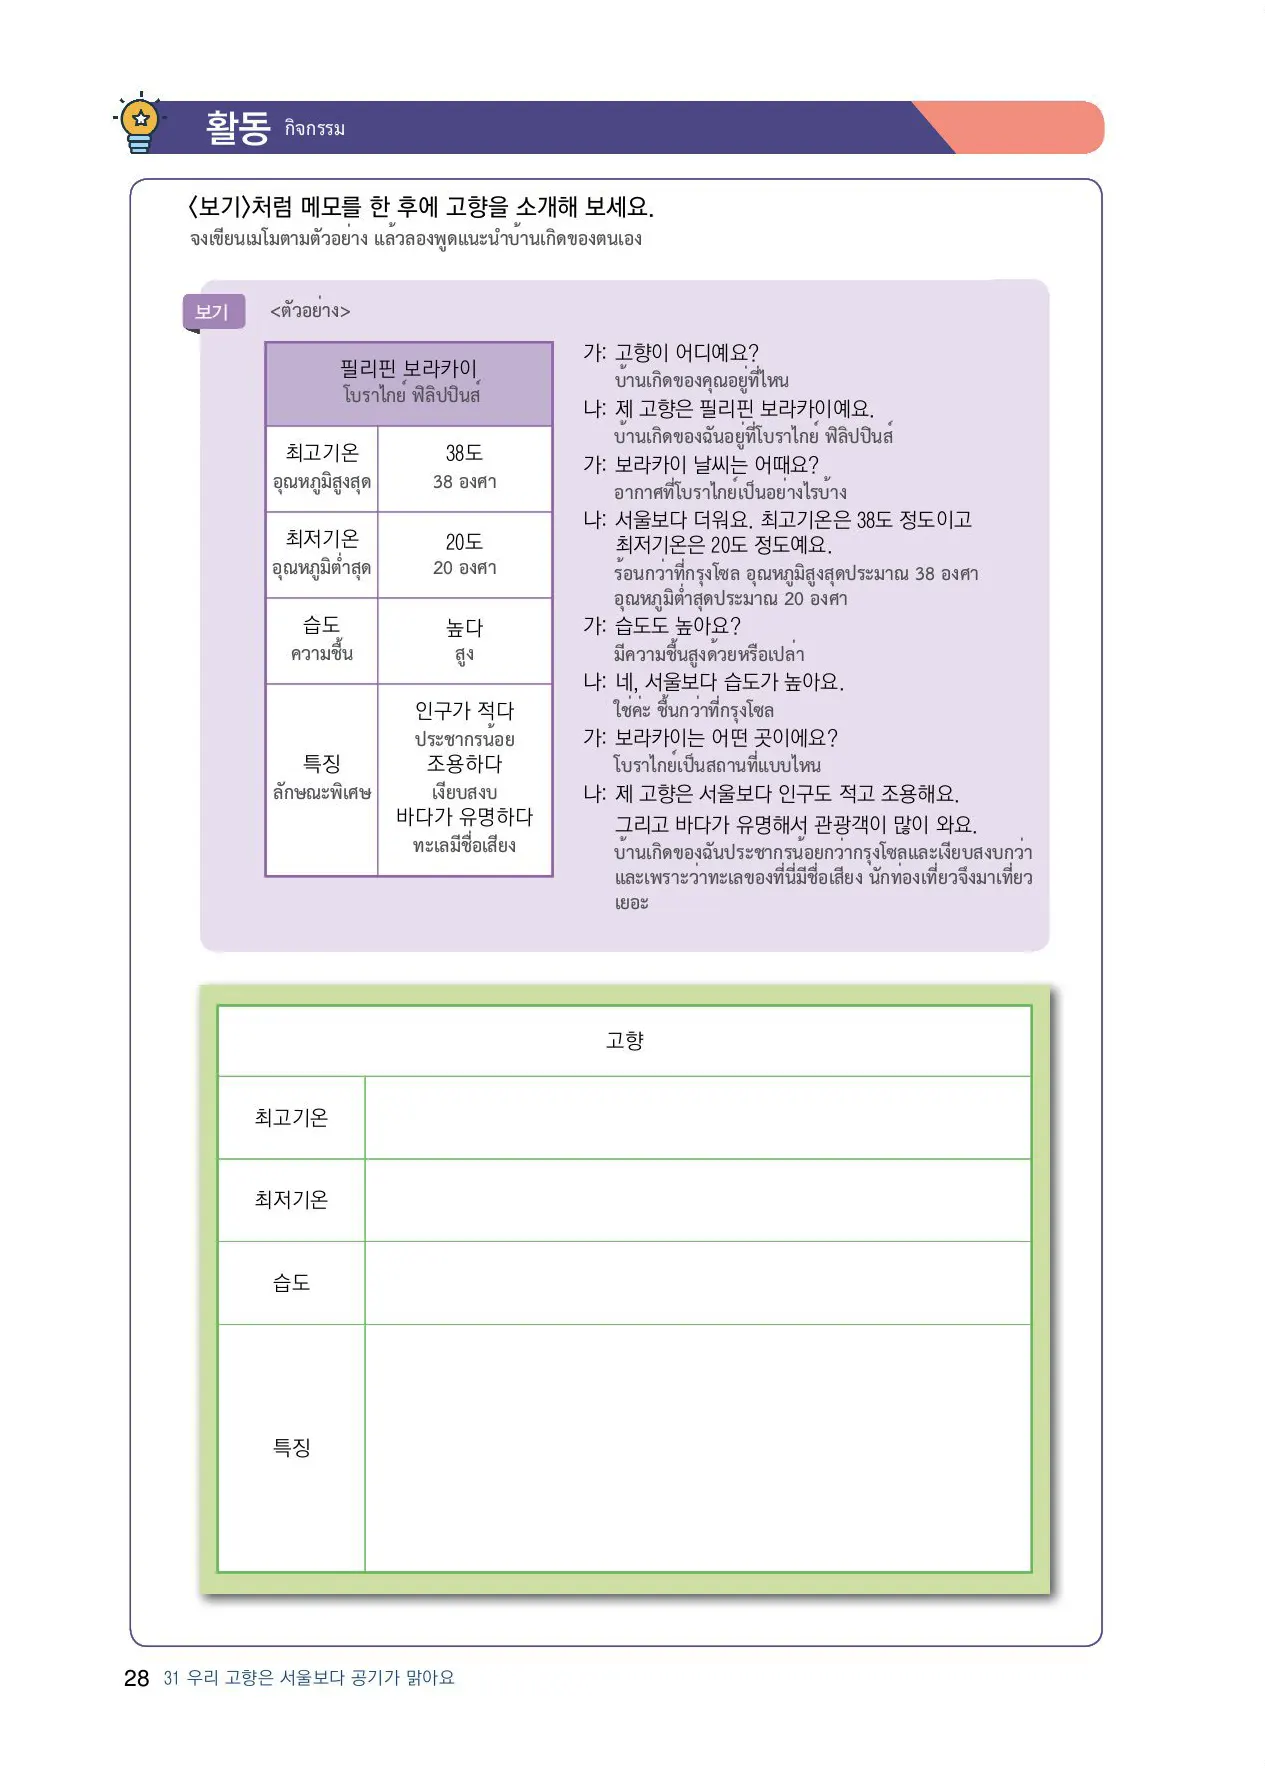 활동 กิจกรรม
<보기>처럼 메모를 한 후에 고향을 소개해 보세요.
จงเขียนเมโมตามตัวอย่าง แล้วลองพูดแนะนำบ้านเกิดของตนเอง
보기 <ตัวอย่าง>
필리핀 보라카이
โบราไกย์ ฟิลิปปินส์
최고기온 38도
อุณหภูมิสูงสุด 38 องศา
최저기온 20도
อุณหภูมิต่ำสุด 20 องศา
습도 높다
ความชื้น สูง
특징
ลักษณะพิเศษ
인구가 적다
ประชากรน้อย
조용하다
เงียบสงบ
바다가 유명하다
ทะเลมีชื่อเสียง
가: 고향이 어디예요?
บ้านเกิดของคุณอยู่ที่ไหน
나: 제 고향은 필리핀 보라카이예요.
บ้านเกิดของฉันอยู่ที่โบราไกย์ ฟิลิปปินส์
가: 보라카이 날씨는 어때요?
อากาศที่โบราไกย์เป็นอย่างไรบ้าง
나: 서울보다 더워요. 최고기온은 38도 정도이고
최저기온은 20도 정도예요.
ร้อนกว่าที่กรุงโซล อุณหภูมิสูงสุดประมาณ 38 องศา
อุณหภูมิต่ำสุดประมาณ 20 องศา
가: 습도도 높아요?
มีความชื้นสูงด้วยหรือเปล่า
나: 네, 서울보다 습도가 높아요.
ใช่ค่ะ ชื้นกว่าที่กรุงโซล
가: 보라카이는 어떤 곳이에요?
โบราไกย์เป็นสถานที่แบบไหน
나: 제 고향은 서울보다 인구도 적고 조용해요.
그리고 바다가 유명해서 관광객이 많이 와요.
บ้านเกิดของฉันประชากรน้อยกว่ากรุงโซลและเงียบสงบกว่า
และเพราะว่าทะเลของที่นี่มีชื่อเสียง นักท่องเที่ยวจึงมาเที่ยว
เยอะ
고향
최고기온
최저기온
습도
특징
28 31 우리 고향은 서울보다 공기가 맑아요